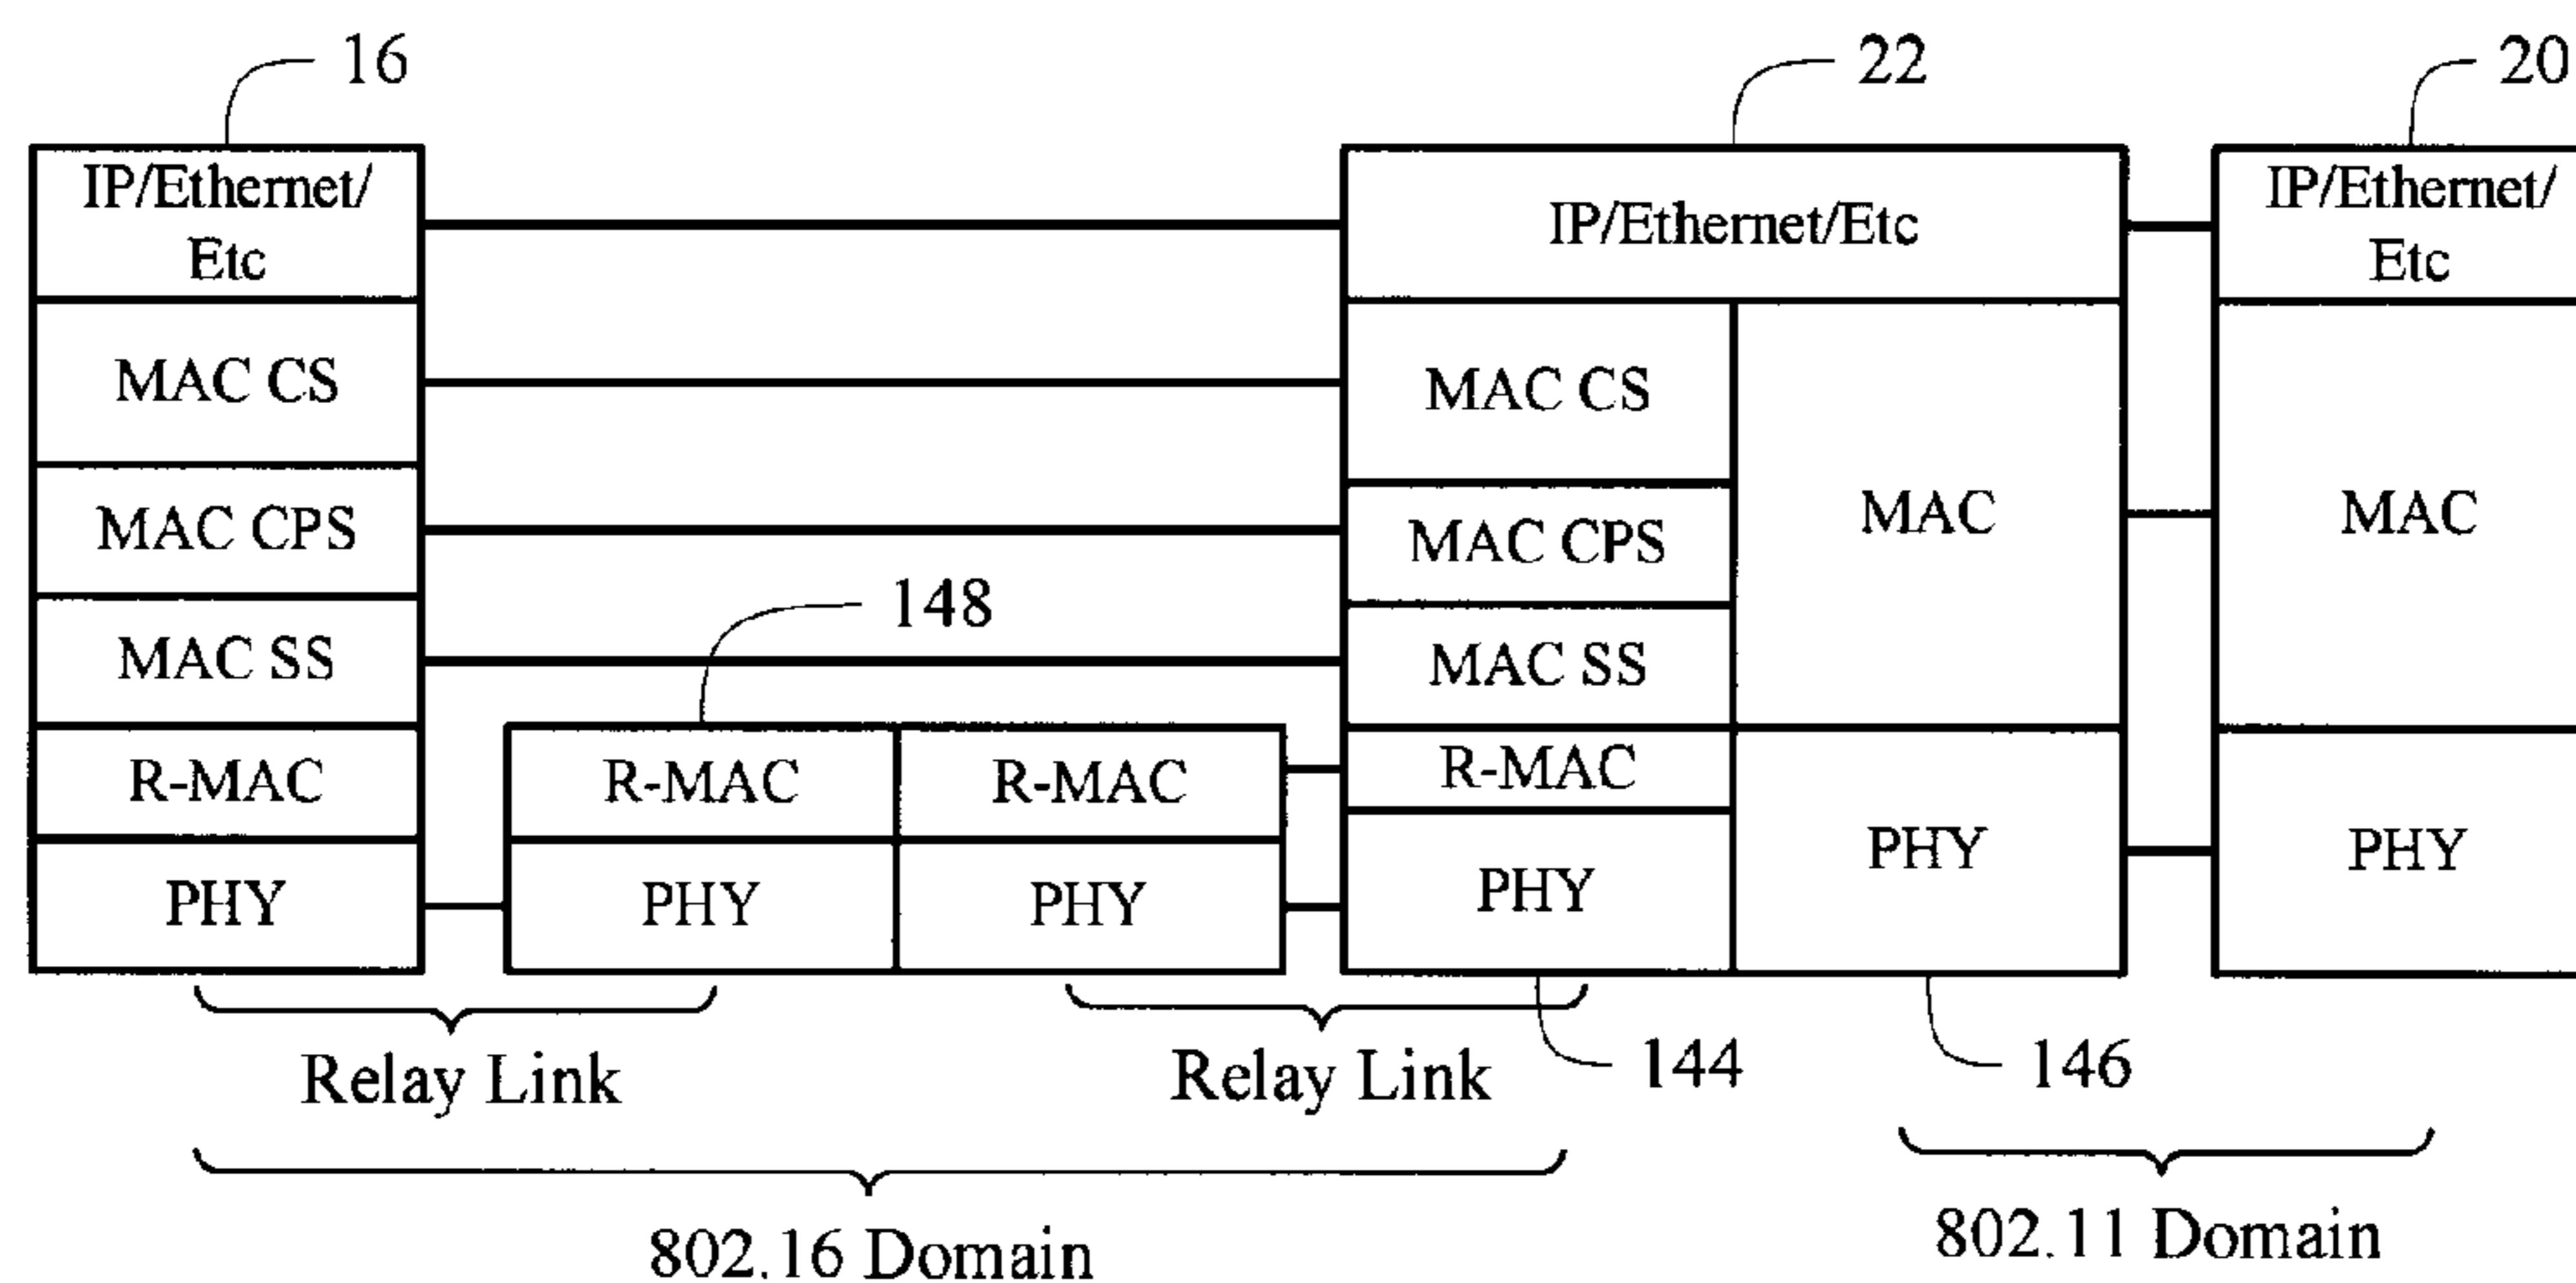 16
22
20
IP/Ethernet/
Etc
IP/Ethernet/Etc
IP/Ethernet/
Etc
MAC CS
MAC CS
MAC CPS
MAC CPS
MAC
MAC
MAC SS
148
MAC SS
R-MAC
R-MAC
R-MAC
R-MAC
PHY
PHY
PHY
PHY
PHY
PHY
Relay Link
Relay Link
144
146
802.16 Domain
802.11 Domain